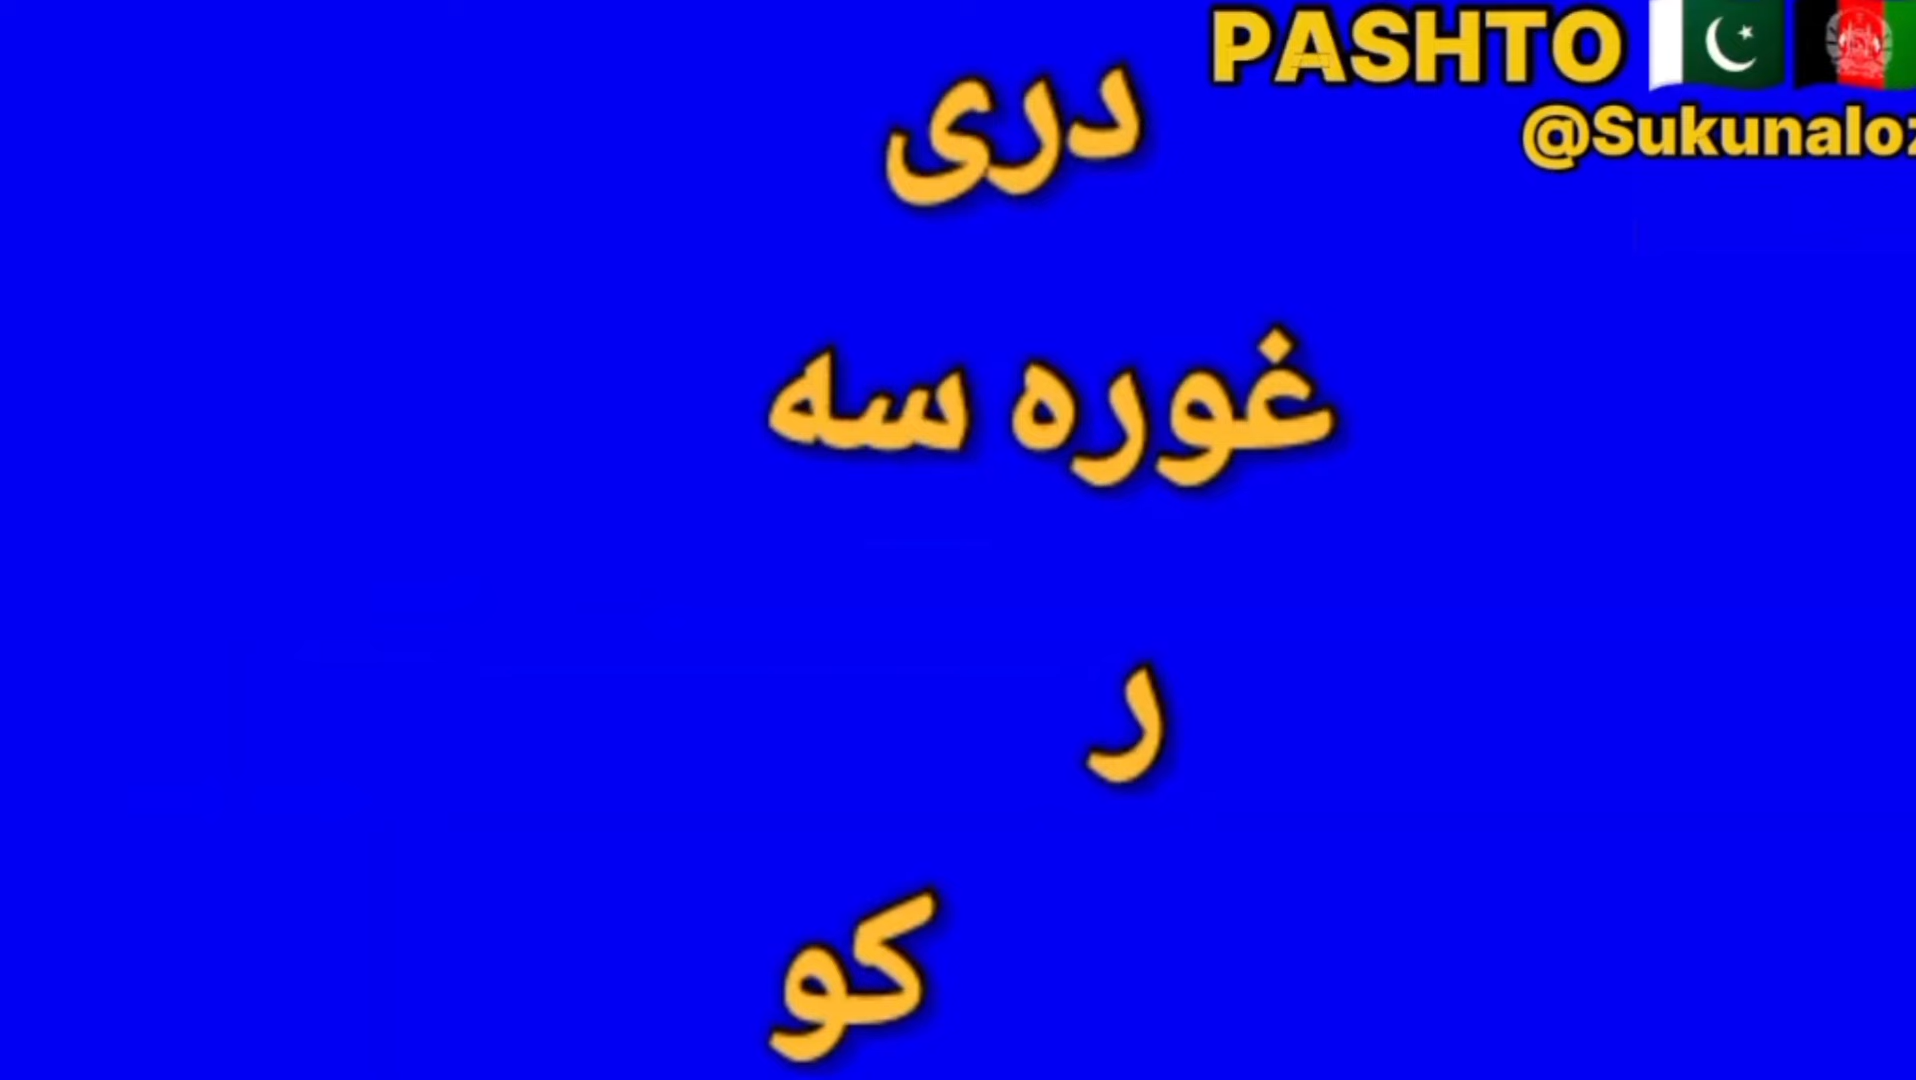 PASHTO 🇵🇰🇦🇫
@Sukunaloz
دری
غوره سه
ر
کو